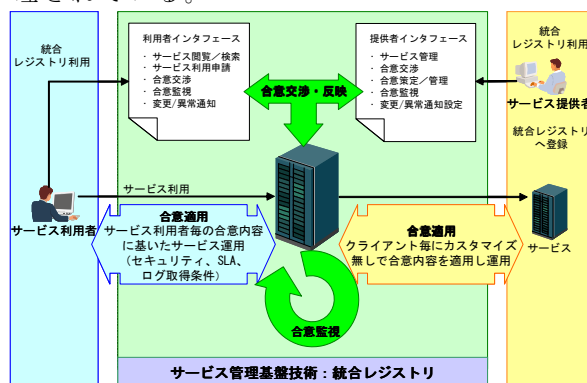 統合
レジストリ利用
利用者インタフェース
・サービス閲覧／検索
・サービス利用申請
・合意交渉
・合意監視
・変更/異常通知
提供者インタフェース
・サービス管理
・合意交渉
・合意策定／管理
・合意監視
・変更/異常通知設定
統合
レジストリ利用
サービス提供者
統合レジストリ
へ登録
合意交渉・反映
サービス利用
サービス利用者
サービス
合意適用
サービス利用者毎の合意内容
に基いたサービス運用
（セキュリティ、SLA、
ログ取得条件）
合意適用
クライアント毎にカスタマイズ
無しで合意内容を適用し運用
合意監視
サービス管理基盤技術：統合レジストリ